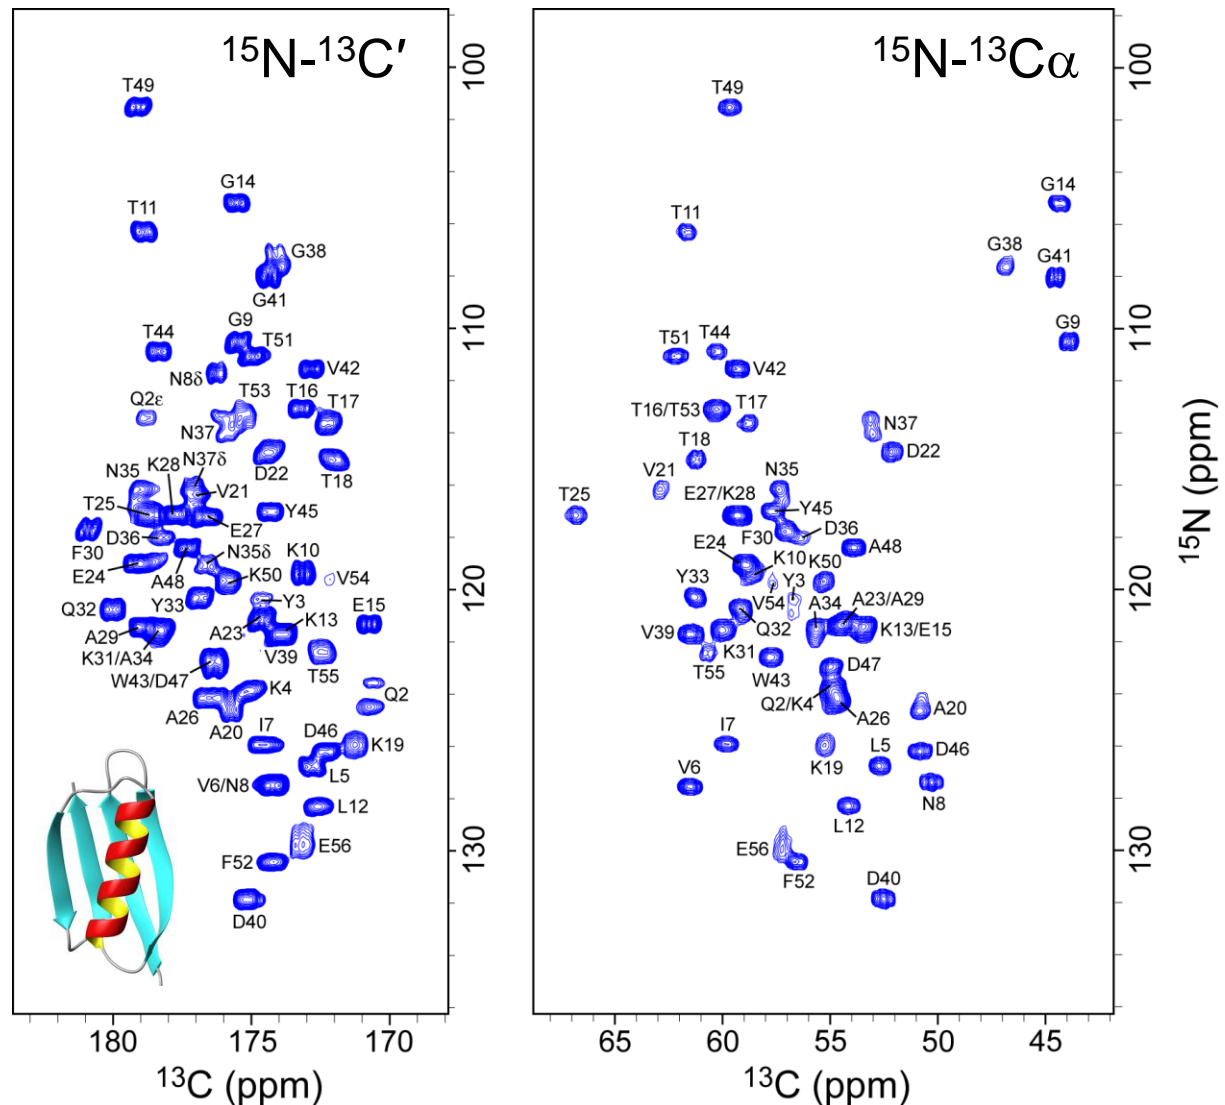 15N-13C′
T49
G14
T11
G38
G41
G9
T44
T51
V42
N8δ
T53
T16
T17
Q2ε
N37
D22
T18
N37δ
K28
N35
V21
T25
Y45
E27
D36
F30
N35δ
K10
E24
A48
K50
V54
Y33
Y3
Q32
E15
A23
K13
A29
K31/A34
V39
T55
W43/D47
K4
Q2
A26
A20
I7
D46
K19
L5
V6/N8
L12
E56
F52
D40
180
175
170
13C (ppm)
100
110
120
130
15N-13Cα
T49
G14
T11
G38
G41
G9
T51
T44
V42
T16/T53
T17
N37
T18
D22
V21
N35
T25
E27/K28
Y45
F30
D36
E24
K10
A48
K50
Y33
Y3
V54
A34
A23/A29
Q32
K13/E15
V39
K31
T55
W43
D47
Q2/K4
A26
A20
I7
L5
D46
K19
V6
N8
L12
E56
F52
D40
65
60
55
50
45
13C (ppm)
100
110
120
130
15N (ppm)